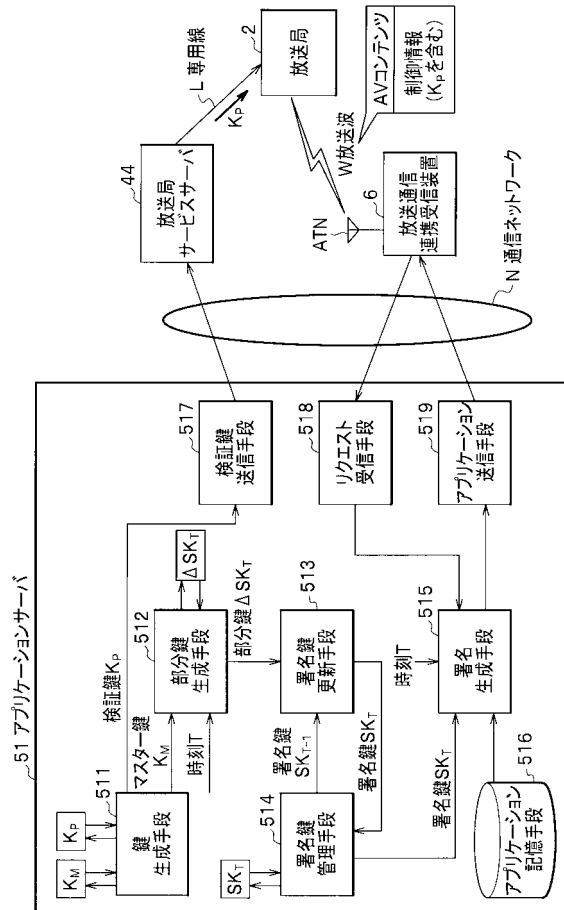 51 アプリケーションサーバ
K_M
K_P
511
鍵
生成手段
検証鍵K_P
マスター鍵
K_M
時刻T
512
部分鍵
生成手段
ΔSK_T
部分鍵ΔSK_T
517
検証鍵
送信手段
SK_T
514
署名鍵
管理手段
署名鍵
SK_{T-1}
署名鍵SK_T
513
署名鍵
更新手段
518
リクエスト
受信手段
署名鍵SK_T
時刻T
515
署名
生成手段
519
アプリケーション
送信手段
516
アプリケーション
記憶手段
44
放送局
サービスサーバ
L 専用線
K_P
2
放送局
W放送波
AVコンテンツ
制御情報
(K_Pを含む)
ATN
6
放送通信
連携受信装置
N 通信ネットワーク